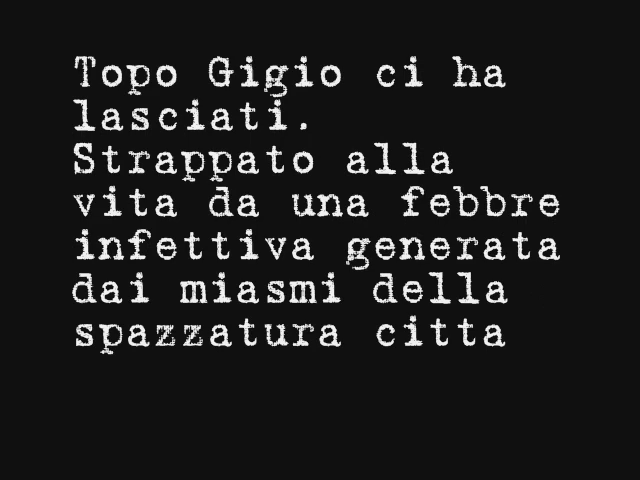 Topo Gigio ci ha
lasciati.
Strappato alla
vita da una febbre
infettiva generata
dai miasmi della
spazzatura citta